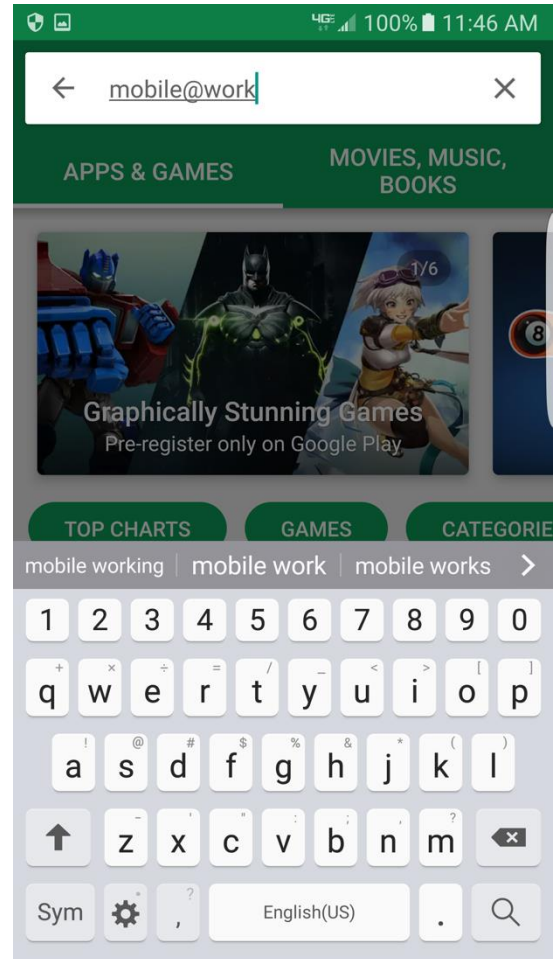 4GE 100% 11:46 AM
mobile@work
APPS & GAMES
MOVIES, MUSIC,
BOOKS
1/6
8
Graphically Stunning Games
Pre-register only on Google Play
TOP CHARTS GAMES CATEGORIE
mobile working mobile work mobile works
1 2 3 4 5 6 7 8 9 0
+ × ÷ = / _ < > [ ]
q w e r t y u i o p
! @ # $ % & * ( )
a s d f g h j k l
- ' " : ; , ?
z x c v b n m
Sym , ? English(US) .